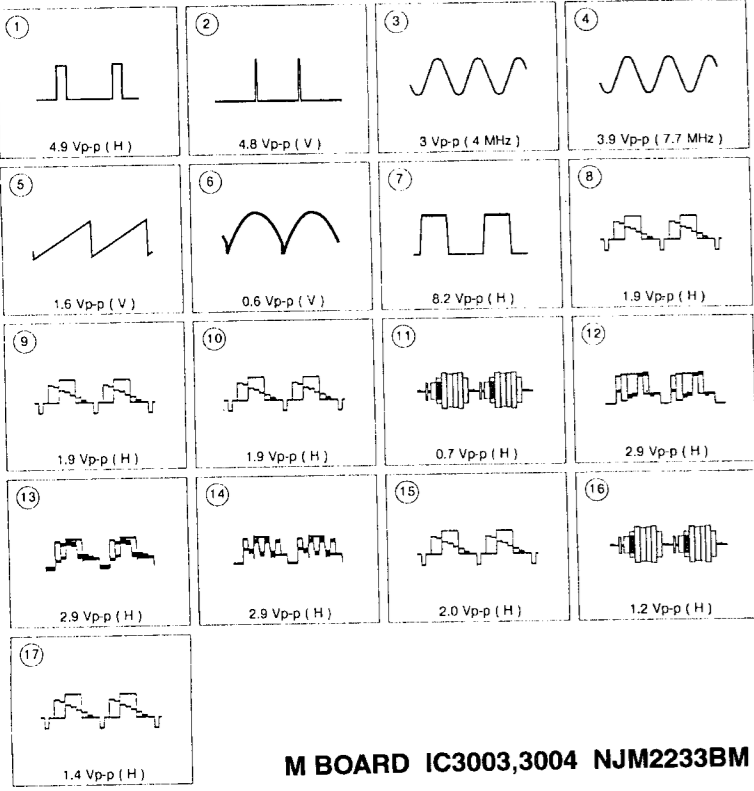 1
4.9 Vp-p ( H )
2
4.8 Vp-p ( V )
3
3 Vp-p ( 4 MHz )
4
3.9 Vp-p ( 7.7 MHz )
5
1.6 Vp-p ( V )
6
0.6 Vp-p ( V )
7
8.2 Vp-p ( H )
8
1.9 Vp-p ( H )
9
1.9 Vp-p ( H )
10
1.9 Vp-p ( H )
11
0.7 Vp-p ( H )
12
2.9 Vp-p ( H )
13
2.9 Vp-p ( H )
14
2.9 Vp-p ( H )
15
2.0 Vp-p ( H )
16
1.2 Vp-p ( H )
17
1.4 Vp-p ( H )
M BOARD IC3003,3004 NJM2233BM